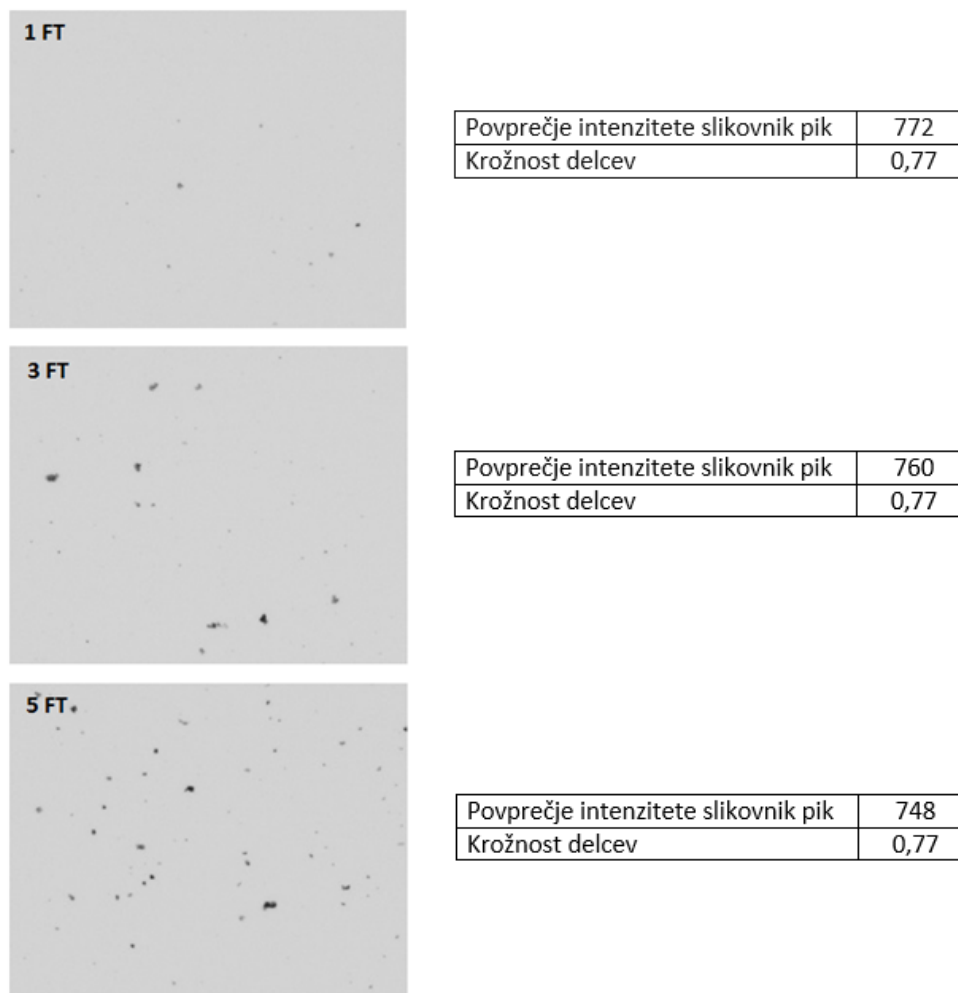 1 FT
Povprečje intenzitete slikovnik pik 772
Krožnost delcev 0,77
3 FT
Povprečje intenzitete slikovnik pik 760
Krožnost delcev 0,77
5 FT
Povprečje intenzitete slikovnik pik 748
Krožnost delcev 0,77